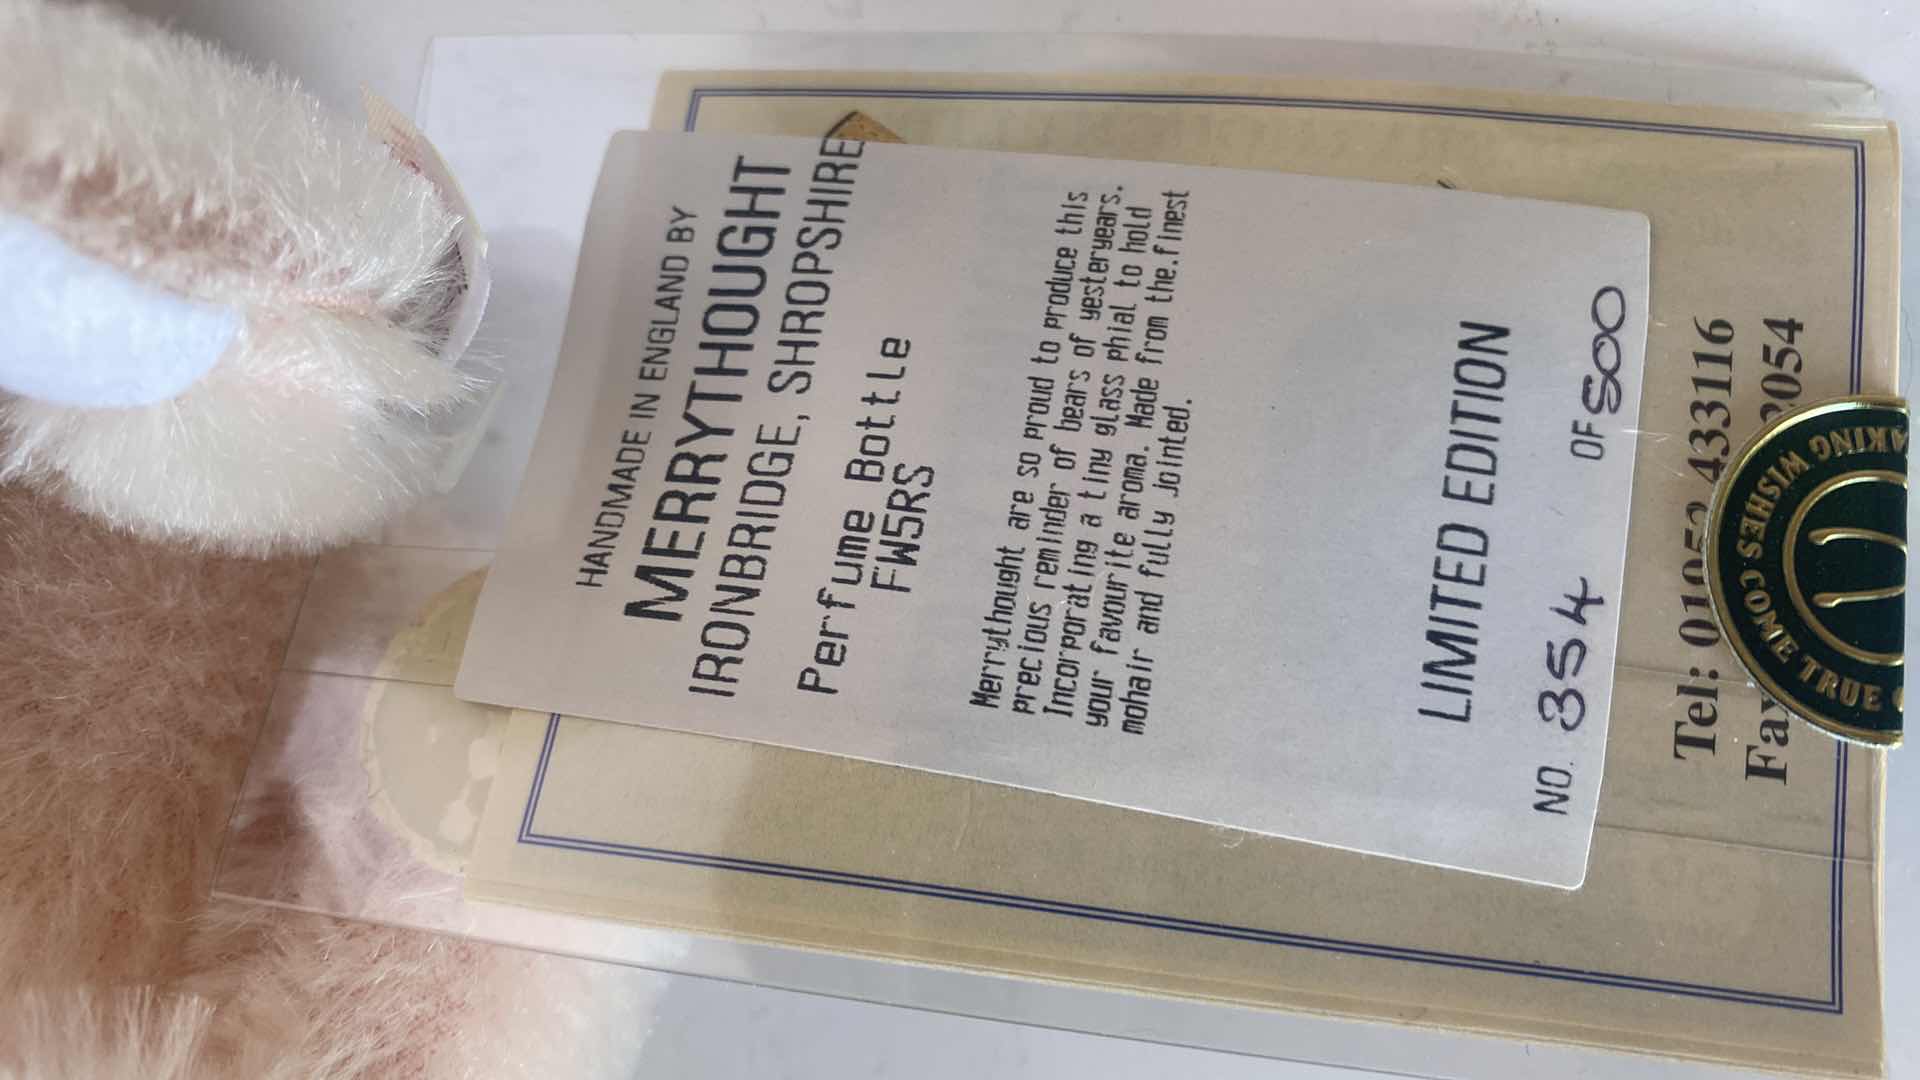 HANDMADE IN ENGLAND BY
MERRYTHOUGHT
IRONBRIDGE, SHROPSHIRE
Perfume Bottle
FW5RS
Merrythought are so proud to produce this
precious reminder of bears of yesteryears.
Incorporating a tiny glass phial to hold
your favourite aroma. Made from the.finest
mohair and fully jointed.
LIMITED EDITION
NO. 354 OF 500
Tel: 01952 433116
2054
WISHES COME TRUE